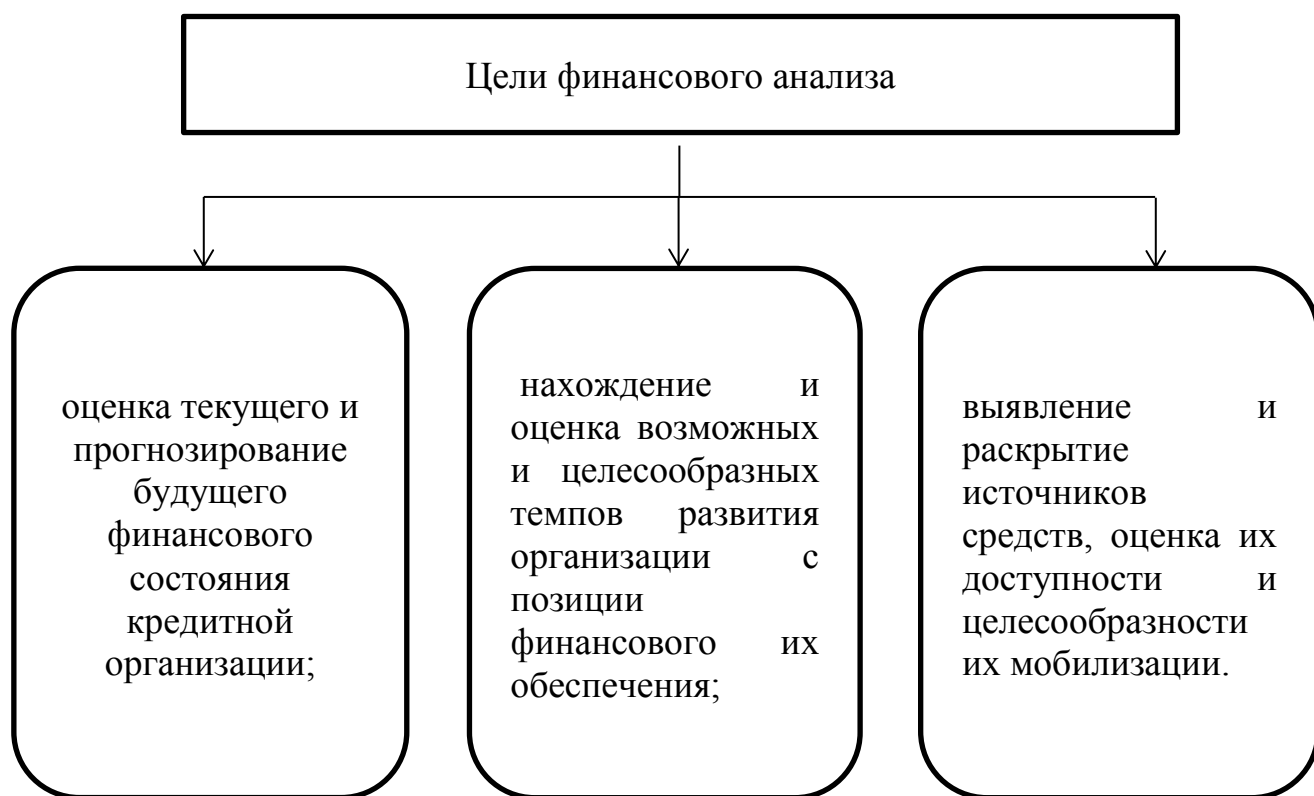 Цели финансового анализа
оценка текущего и
прогнозирование
будущего
финансового
состояния
кредитной
организации;
нахождение и
оценка возможных
и целесообразных
темпов развития
организации с
позиции
финансового их
обеспечения;
выявление и
раскрытие
источников
средств, оценка их
доступности и
целесообразности
их мобилизации.